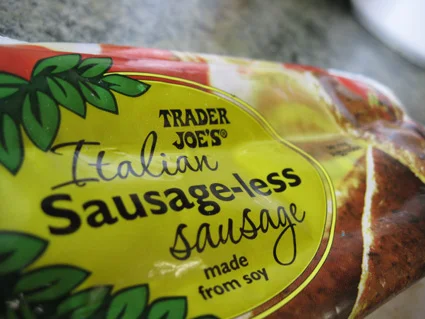 TRADER
JOE'S®
Italian
Sausage-less
sausage
made
from soy